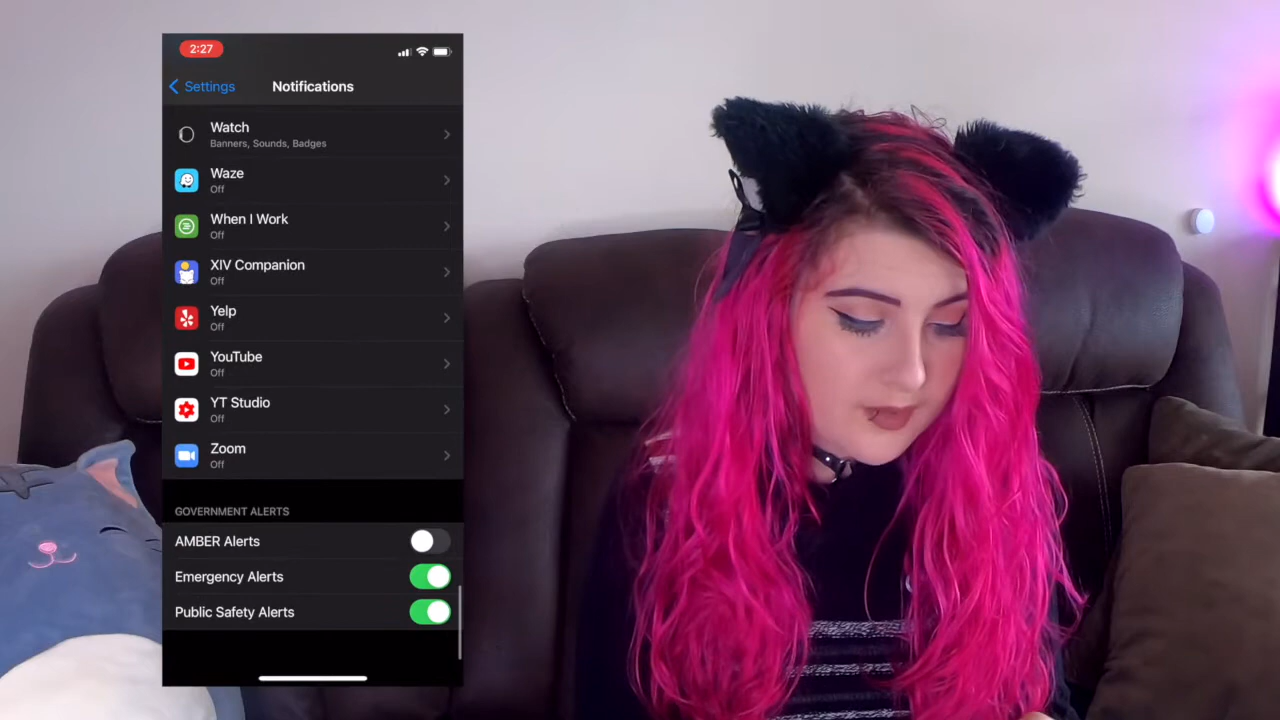 2:27
Settings
Notifications
Watch
Banners, Sounds, Badges
Waze
Off
When I Work
Off
XIV Companion
Off
Yelp
Off
YouTube
Off
YT Studio
Off
Zoom
Off
GOVERNMENT ALERTS
AMBER Alerts
Emergency Alerts
Public Safety Alerts